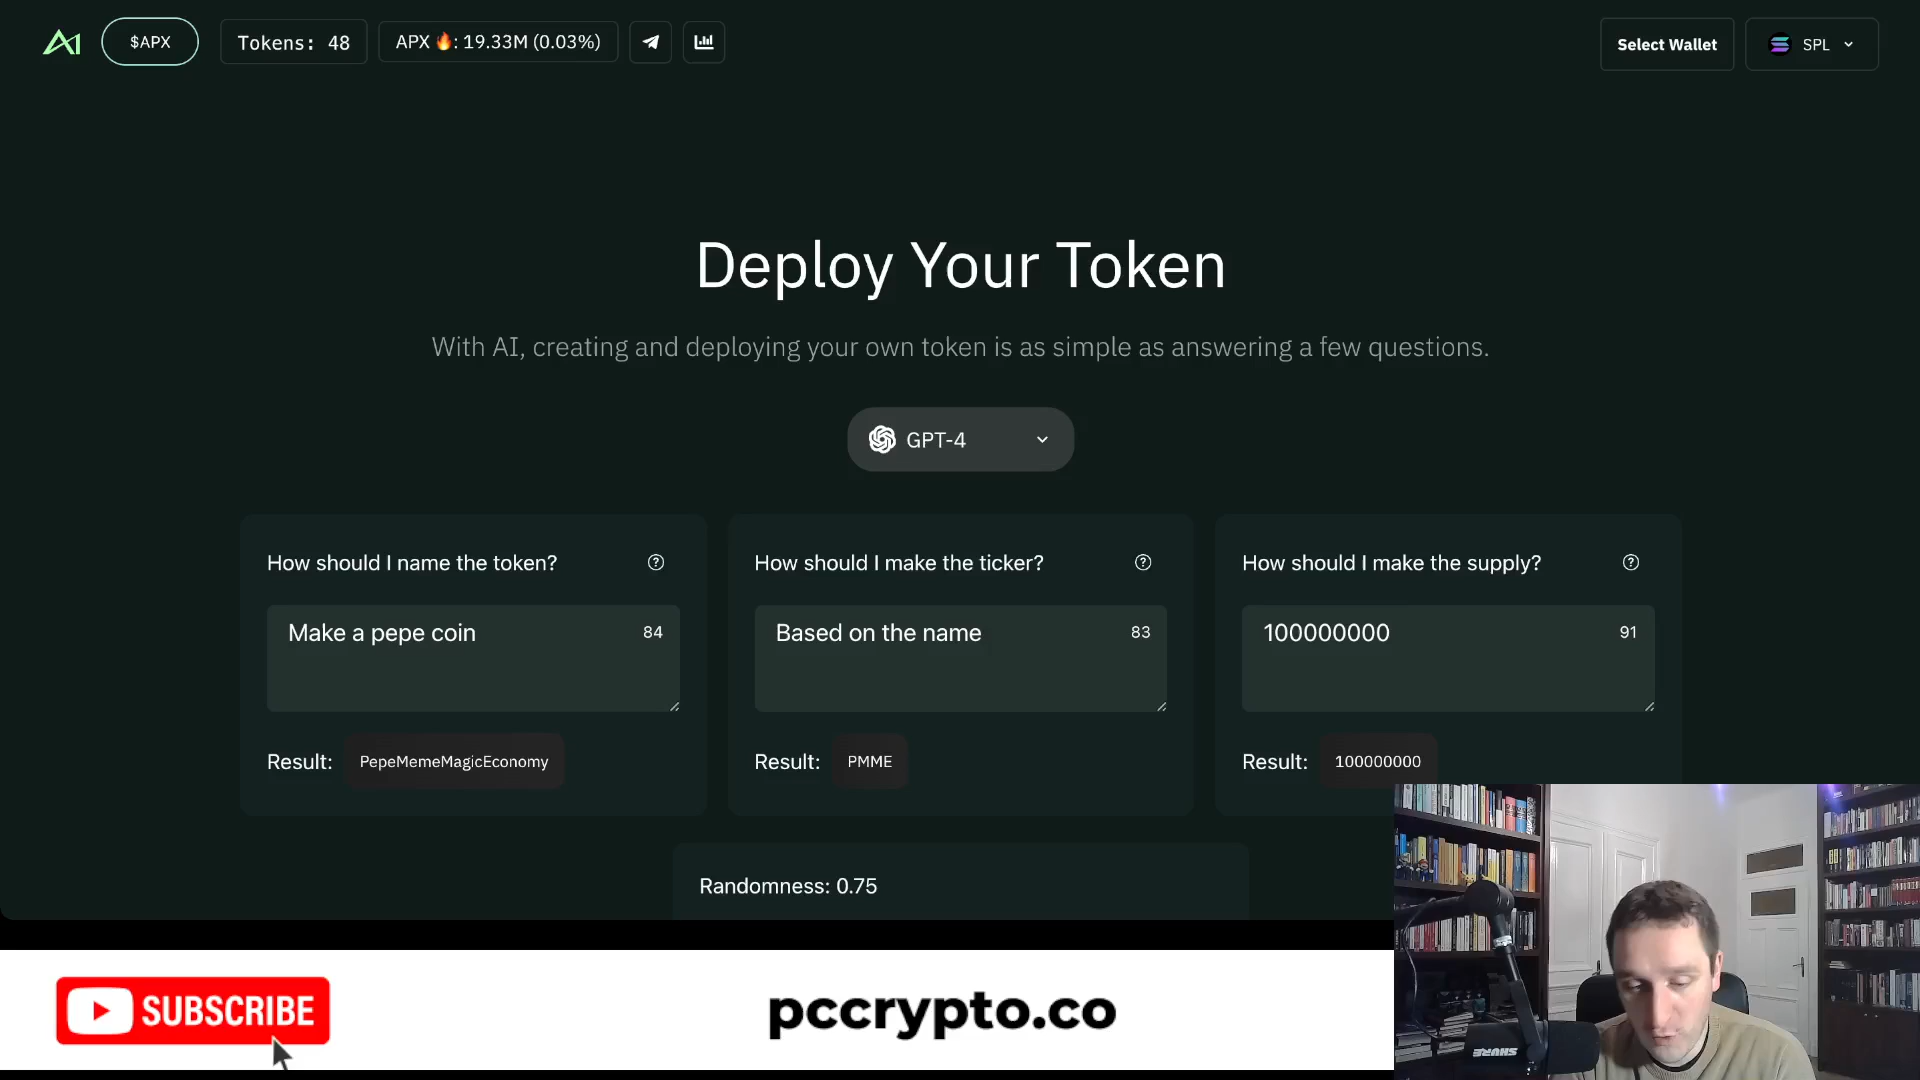 $APX
Tokens: 48
APX 🔥: 19.33M (0.03%)
Select Wallet
SPL
Deploy Your Token
With AI, creating and deploying your own token is as simple as answering a few questions.
GPT-4
How should I name the token?
Make a pepe coin
84
Result: PepeMemeMagicEconomy
How should I make the ticker?
Based on the name
83
Result: PMME
How should I make the supply?
100000000
91
Result: 100000000
Randomness: 0.75
SUBSCRIBE
pccrypto.co
SHURE